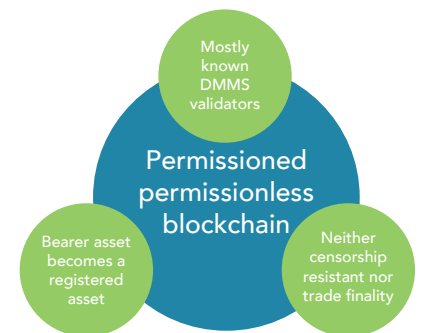 Mostly
known
DMMS
validators
Permissioned
permissionless
blockchain
Bearer asset
becomes a
registered
asset
Neither
censorship
resistant nor
trade finality